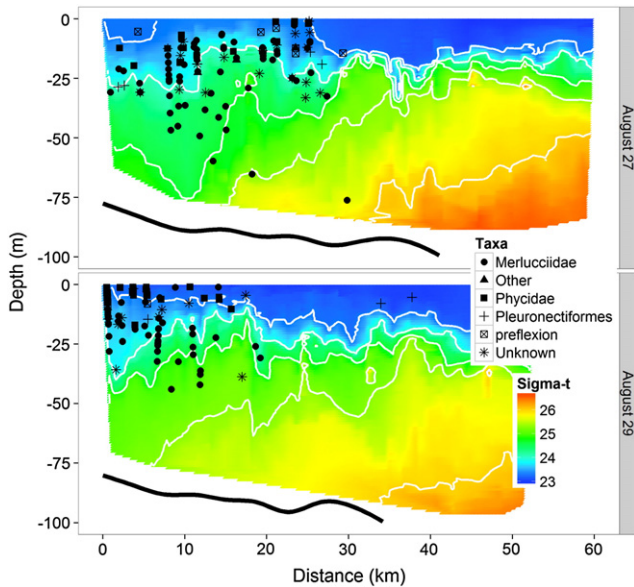 0
-25
-50
-75
-100
August 27
Depth (m)
Taxa
Merlucciidae
Other
Phycidae
Pleuronectiformes
preflexion
Unknown
0
-25
-50
-75
-100
Sigma-t
26
25
24
23
August 29
0 10 20 30 40 50 60
Distance (km)